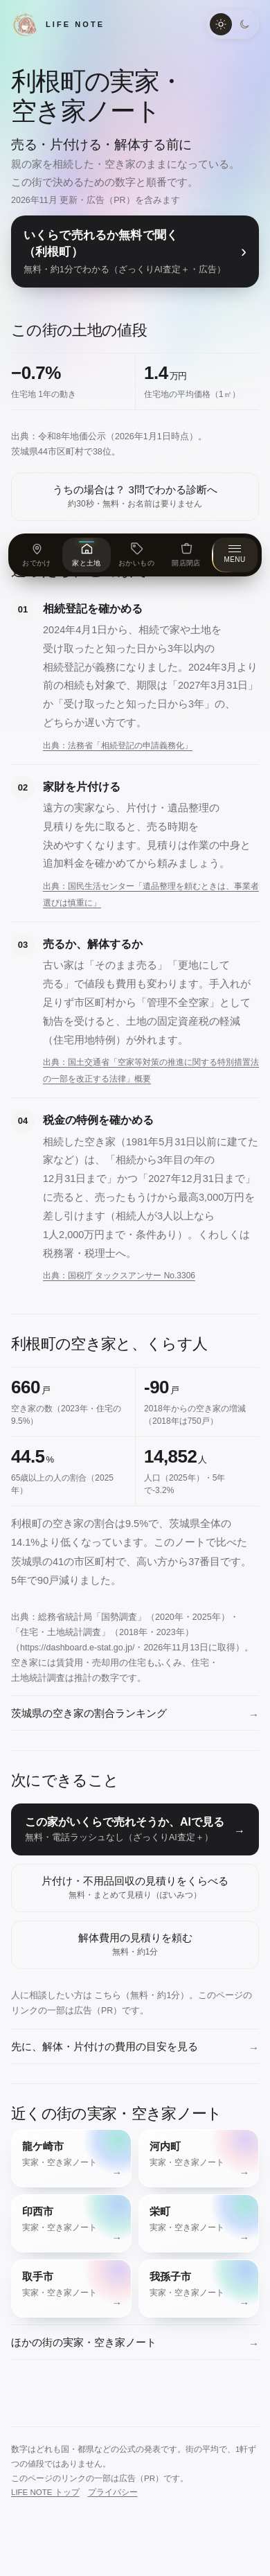 LIFE NOTE
利根町の実家・
空き家ノート
売る・片付ける・解体する前に
親の家を相続した・空き家のままになっている。
この街で決めるための数字と順番です。
2026年11月 更新・広告（PR）を含みます
いくらで売れるか無料で聞く
（利根町）
無料・約1分でわかる（ざっくりAI査定＋・広告）
›
この街の土地の値段
−0.7%
住宅地 1年の動き
1.4万円
住宅地の平均価格（1㎡）
出典：令和8年地価公示（2026年1月1日時点）。
茨城県44市区町村で38位。
うちの場合は？ 3問でわかる診断へ
約30秒・無料・お名前は要りません
おでかけ
家と土地
おかいもの
開店閉店
MENU
01
相続登記を確かめる
2024年4月1日から、相続で家や土地を
受け取ったと知った日から3年以内の
相続登記が義務になりました。2024年3月より
前の相続も対象で、期限は「2027年3月31日」
か「受け取ったと知った日から3年」の、
どちらか遅い方です。
出典：法務省「相続登記の申請義務化」
02
家財を片付ける
遠方の実家なら、片付け・遺品整理の
見積りを先に取ると、売る時期を
決めやすくなります。見積りは作業の中身と
追加料金を確かめてから頼みましょう。
出典：国民生活センター「遺品整理を頼むときは、事業者
選びは慎重に」
03
売るか、解体するか
古い家は「そのまま売る」「更地にして
売る」で値段も費用も変わります。手入れが
足りず市区町村から「管理不全空家」として
勧告を受けると、土地の固定資産税の軽減
（住宅用地特例）が外れます。
出典：国土交通省「空家等対策の推進に関する特別措置法
の一部を改正する法律」概要
04
税金の特例を確かめる
相続した空き家（1981年5月31日以前に建てた
家など）は、「相続から3年目の年の
12月31日まで」かつ「2027年12月31日まで」
に売ると、売ったもうけから最高3,000万円を
差し引けます（相続人が3人以上なら
1人2,000万円まで・条件あり）。くわしくは
税務署・税理士へ。
出典：国税庁 タックスアンサー No.3306
利根町の空き家と、くらす人
660戸
空き家の数（2023年・住宅の
9.5%）
-90戸
2018年からの空き家の増減
（2018年は750戸）
44.5%
65歳以上の人の割合（2025
年）
14,852人
人口（2025年）・5年
で-3.2%
利根町の空き家の割合は9.5%で、茨城県全体の
14.1%より低くなっています。このノートで比べた
茨城県の41の市区町村で、高い方から37番目です。
5年で90戸減りました。
出典：総務省統計局「国勢調査」（2020年・2025年）・
「住宅・土地統計調査」（2018年・2023年）
（https://dashboard.e-stat.go.jp/・2026年11月13日に取得）。
空き家には賃貸用・売却用の住宅もふくみ、住宅・
土地統計調査は推計の数字です。
茨城県の空き家の割合ランキング
→
次にできること
この家がいくらで売れそうか、AIで見る
無料・電話ラッシュなし（ざっくりAI査定＋）
→
片付け・不用品回収の見積りをくらべる
無料・まとめて見積り（ぽいみつ）
解体費用の見積りを頼む
無料・約1分
人に相談したい方は こちら（無料・約1分）。このページの
リンクの一部は広告（PR）です。
先に、解体・片付けの費用の目安を見る
→
近くの街の実家・空き家ノート
龍ケ崎市
実家・空き家ノート
→
河内町
実家・空き家ノート
→
印西市
実家・空き家ノート
→
栄町
実家・空き家ノート
→
取手市
実家・空き家ノート
→
我孫子市
実家・空き家ノート
→
ほかの街の実家・空き家ノート
→
数字はどれも国・都県などの公式の発表です。街の平均で、1軒ず
つの値段ではありません。
このページのリンクの一部は広告（PR）です。
LIFE NOTE トップ プライバシー